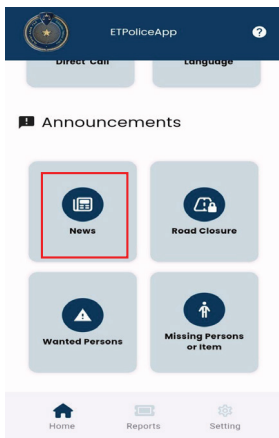 ETPoliceApp
?
Direct Call
Language
Announcements
News
Road Closure
Wanted Persons
Missing Persons
or Item
Home
Reports
Setting